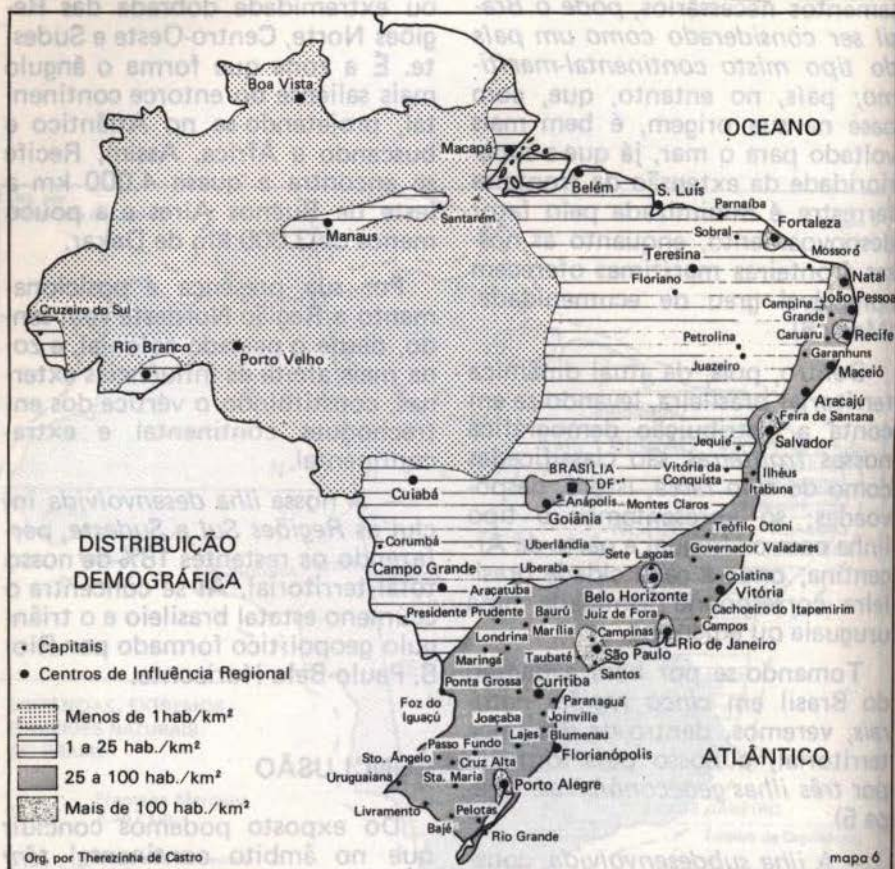 OCEANO
Boa Vista
Macapá
Belém
S. Luís
Parnaíba
Santarém
Manaus
Sobral
Fortaleza
Teresina
Mossoró
Floriano
Natal
Campina Grande
João Pessoa
Cruzeiro do Sul
Rio Branco
Porto Velho
Petrolina
Juazeiro
Caruaru
Recife
Garanhuns
Maceió
Aracajú
Feira de Santana
Jequié
Salvador
Cuiabá
BRASÍLIA
DF
Vitória da Conquista
Ilhéus
Itabuna
Anápolis
Goiânia
Montes Claros
DISTRIBUIÇÃO
DEMOGRÁFICA
Corumbá
Uberlândia
Sete Lagoas
Teófilo Otoni
Governador Valadares
Campo Grande
Uberaba
Colatina
Araçatuba
Belo Horizonte
Vitória
Presidente Prudente
Baurú
Juiz de Fora
Cachoeiro do Itapemirim
Londrina
Marília
Campinas
Campos
Maringá
Taubaté
São Paulo
Rio de Janeiro
Ponta Grossa
Curitiba
Santos
Foz do Iguaçú
Paranaguá
Joaçaba
Joinville
Passo Fundo
Lajes
Blumenau
Sto. Ângelo
Cruz Alta
Florianópolis
ATLÂNTICO
Uruguaiana
Sta. Maria
Porto Alegre
Livramento
Pelotas
Bajé
Rio Grande
• Capitais
● Centros de Influência Regional
Menos de 1hab/km²
1 a 25 hab./km²
25 a 100 hab./km²
Mais de 100 hab./km²
Org. por Therezinha de Castro
mapa 6